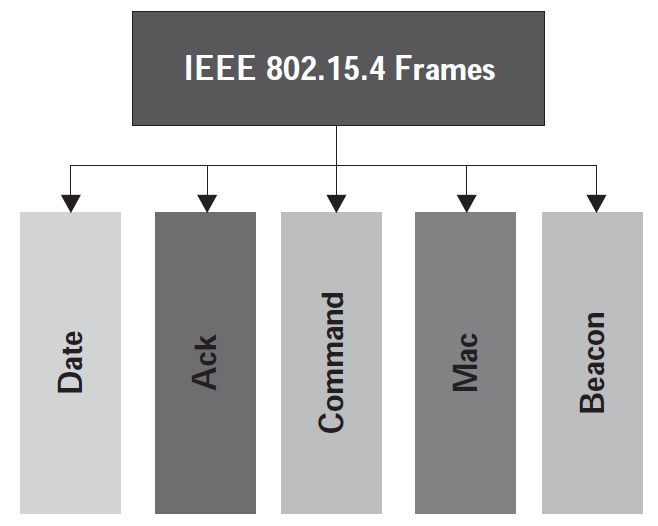 IEEE 802.15.4 Frames
Date
Ack
Command
Mac
Beacon